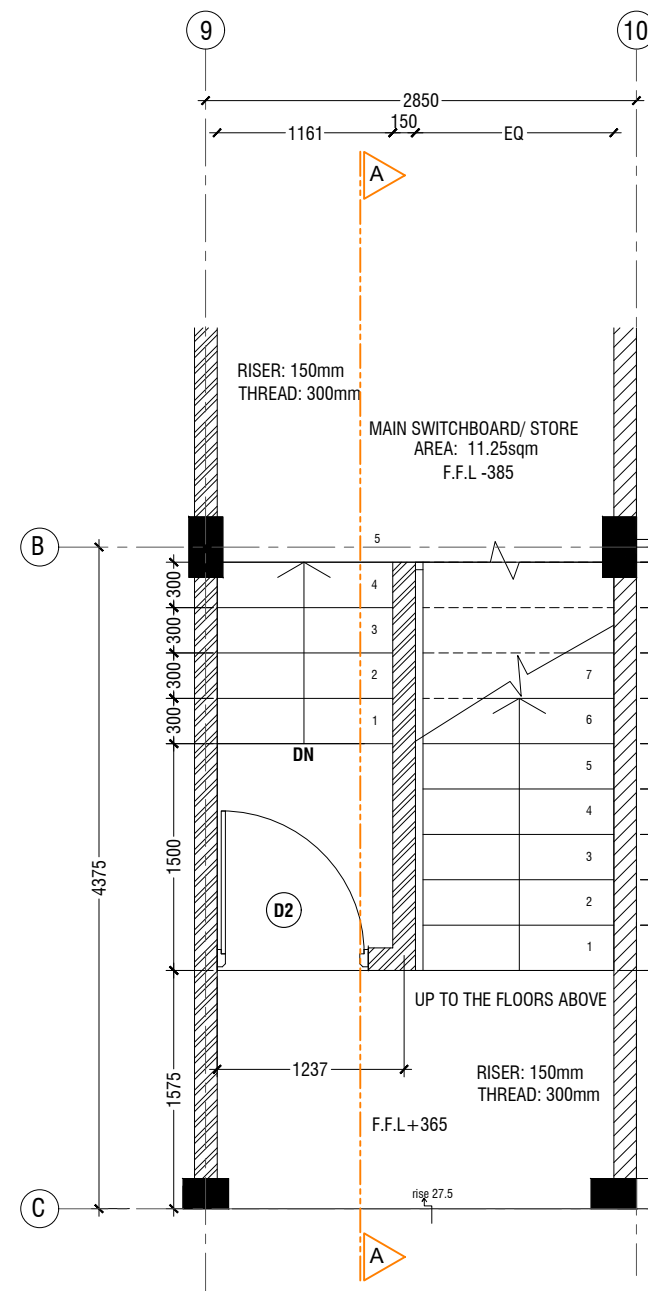 9
10
2850
150
1161
EQ
A
RISER: 150mm
THREAD: 300mm
MAIN SWITCHBOARD/ STORE
AREA: 11.25sqm
F.F.L -385
B
5
300
4
300
3
300
2
7
300
1
6
DN
5
4
1500
4375
3
D2
2
1
UP TO THE FLOORS ABOVE
1237
RISER: 150mm
THREAD: 300mm
1575
F.F.L+365
rise 27.5
C
A